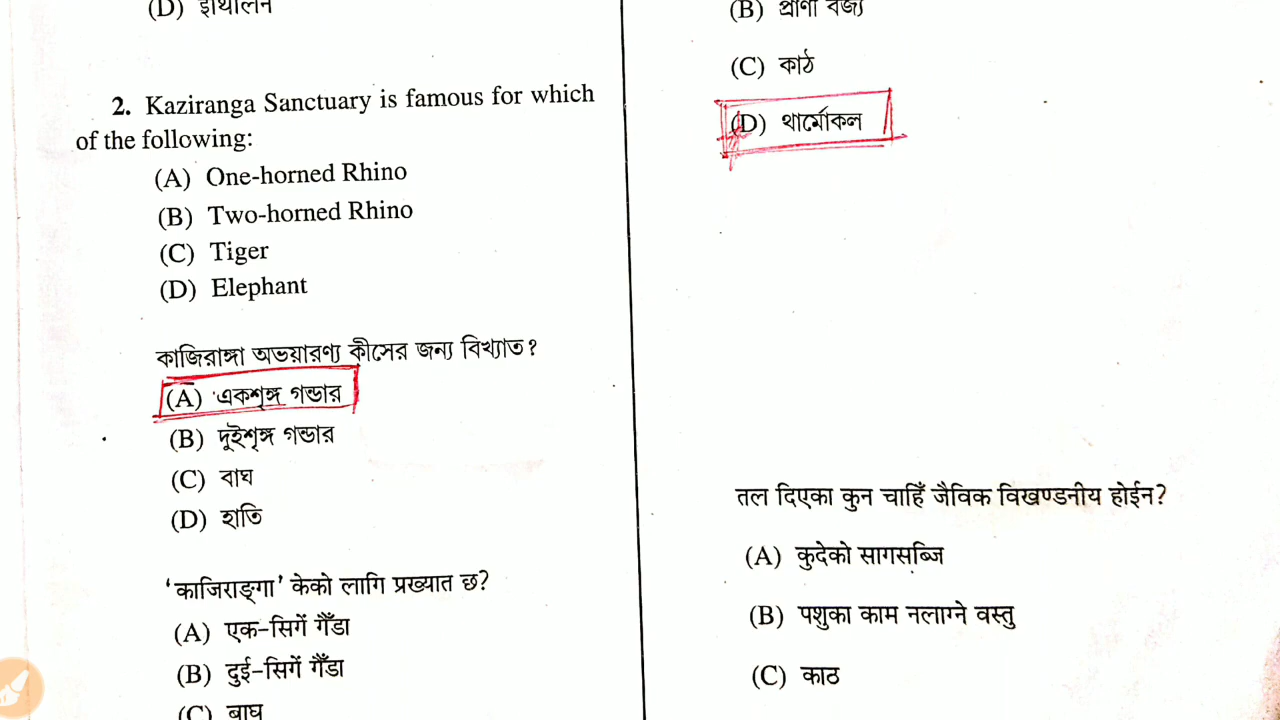 (D) इथिलिन
2. Kaziranga Sanctuary is famous for which
of the following:
(A) One-horned Rhino
(B) Two-horned Rhino
(C) Tiger
(D) Elephant
কাজিরাঙ্গা অভয়ারণ্য কীসের জন্য বিখ্যাত?
(A) একশৃঙ্গ গন্ডার
(B) দুইশৃঙ্গ গন্ডার
(C) বাঘ
(D) হাতি
‘काजिराङ्गा’ केको लागि प्रख्यात छ?
(A) एक-सिगें गैँडा
(B) दुई-सिगें गैँडा
(C) बाघ
(B) প্রাণী বর্জ্য
(C) কাঠ
(D) থার্মোকল
तल दिएका कुन चाहिँ जैविक विखण्डनीय होईन?
(A) कुदेको सागसब्जि
(B) पशुका काम नलाग्ने वस्तु
(C) काठ